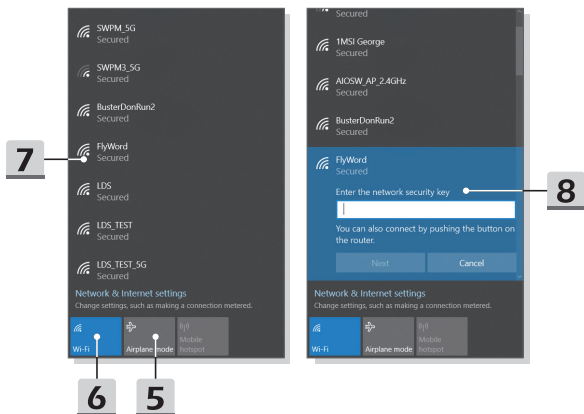 SWPM_5G
Secured
SWPM3_5G
Secured
BusterDonRun2
Secured
FlyWord
Secured
LDS
Secured
LDS_TEST
Secured
LDS_TEST_5G
Secured
Network & Internet settings
Change settings, such as making a connection metered.
Wi-Fi
Airplane mode
Mobile
hotspot
7
6
5
Secured
1MSI George
Secured
AIOSW_AP_2.4GHz
Secured
BusterDonRun2
Secured
FlyWord
Secured
Enter the network security key
You can also connect by pushing the button on
the router.
Next
Cancel
Network & Internet settings
Change settings, such as making a connection metered.
Wi-Fi
Airplane mode
Mobile
hotspot
8